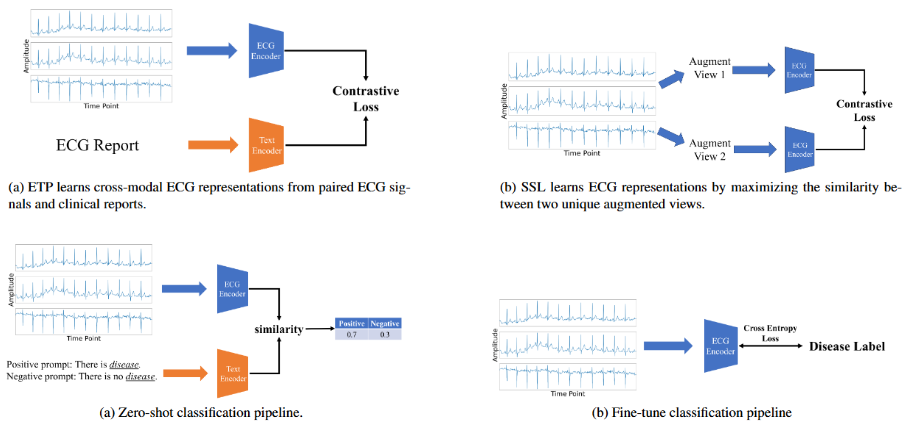 Amplitude
Time Point
ECG
Encoder
ECG Report
Text
Encoder
Contrastive
Loss
(a) ETP learns cross-modal ECG representations from paired ECG sig-
nals and clinical reports.
Amplitude
Time Point
Augment
View 1
Augment
View 2
ECG
Encoder
ECG
Encoder
Contrastive
Loss
(b) SSL learns ECG representations by maximizing the similarity be-
tween two unique augmented views.
Amplitude
Time Point
ECG
Encoder
Positive prompt: There is disease.
Negative prompt: There is no disease.
Text
Encoder
similarity
Positive Negative
0.7 0.3
(a) Zero-shot classification pipeline.
Amplitude
Time Point
ECG
Encoder
Cross Entropy
Loss
Disease Label
(b) Fine-tune classification pipeline